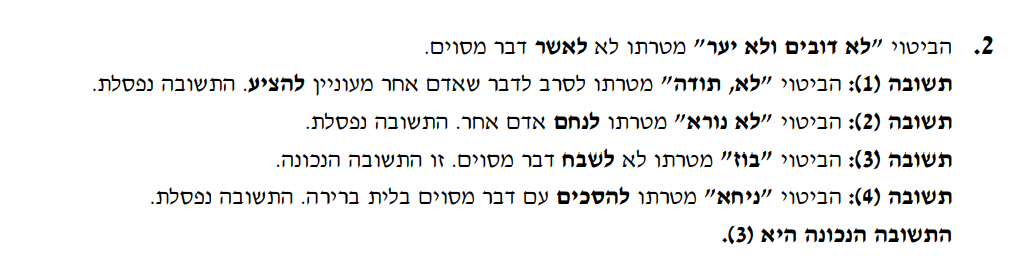 2. הביטוי "לא דובים ולא יער" מטרתו לא לאשר דבר מסוים.
תשובה (1): הביטוי "לא, תודה" מטרתו לסרב לדבר שאדם אחר מעוניין להציע. התשובה נפסלת.
תשובה (2): הביטוי "לא נורא" מטרתו לנחם אדם אחר. התשובה נפסלת.
תשובה (3): הביטוי "בוז" מטרתו לא לשבח דבר מסוים. זו התשובה הנכונה.
תשובה (4): הביטוי "ניחא" מטרתו להסכים עם דבר מסוים בלית ברירה. התשובה נפסלת.
התשובה הנכונה היא (3).